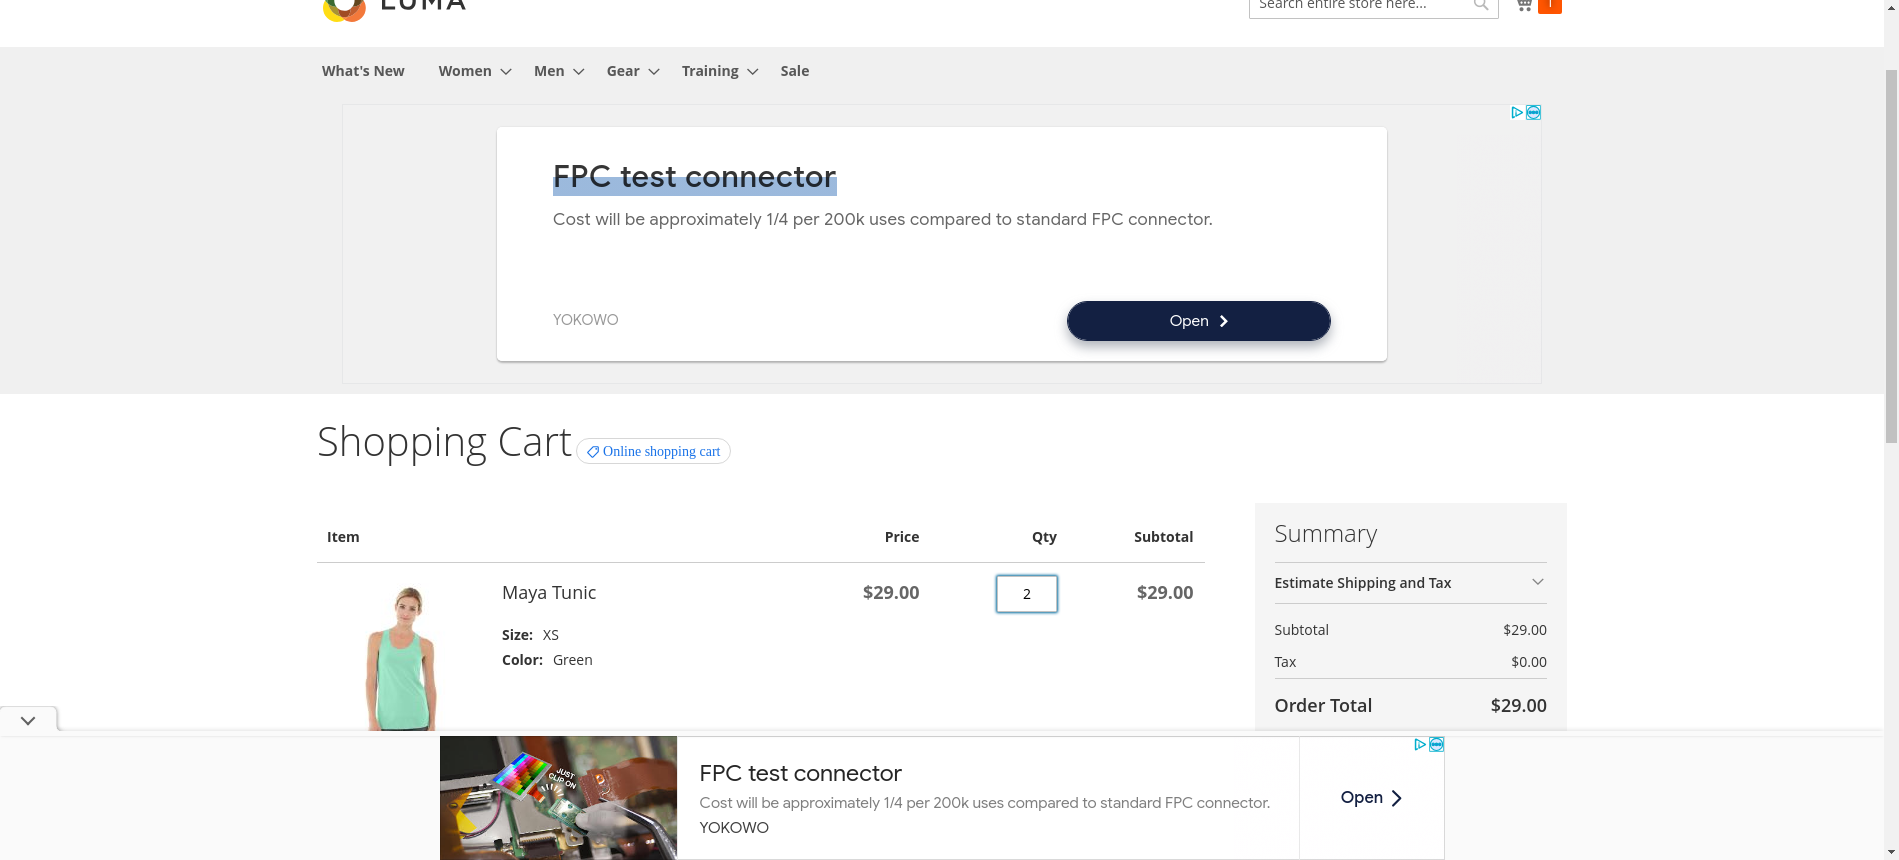 LUMA
Search entire store here...
1
What's New Women Men Gear Training Sale
FPC test connector
Cost will be approximately 1/4 per 200k uses compared to standard FPC connector.
YOKOWO
Open
Shopping Cart Online shopping cart
Item Price Qty Subtotal
Maya Tunic $29.00 2 $29.00
Size: XS
Color: Green
Summary
Estimate Shipping and Tax
Subtotal $29.00
Tax $0.00
Order Total $29.00
JUST
CLIP ON
FPC test connector
Cost will be approximately 1/4 per 200k uses compared to standard FPC connector.
YOKOWO
Open